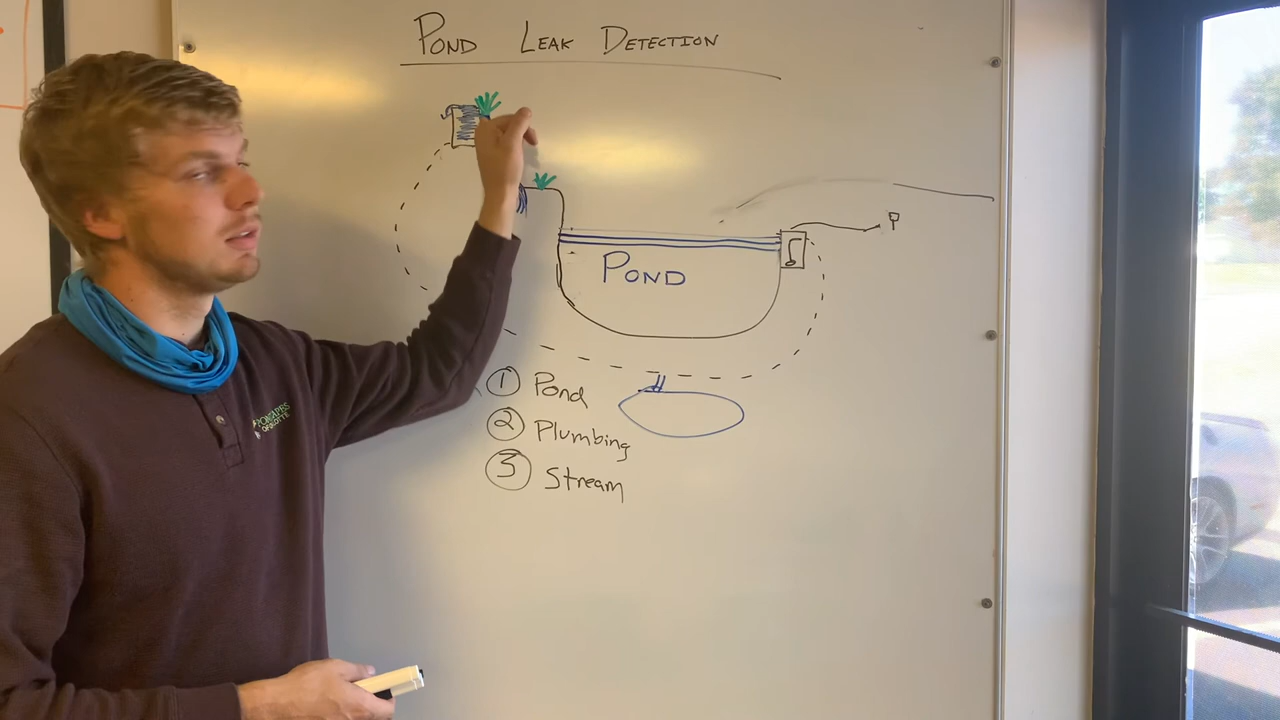 POND LEAK DETECTION
POND
① Pond
② Plumbing
③ Stream